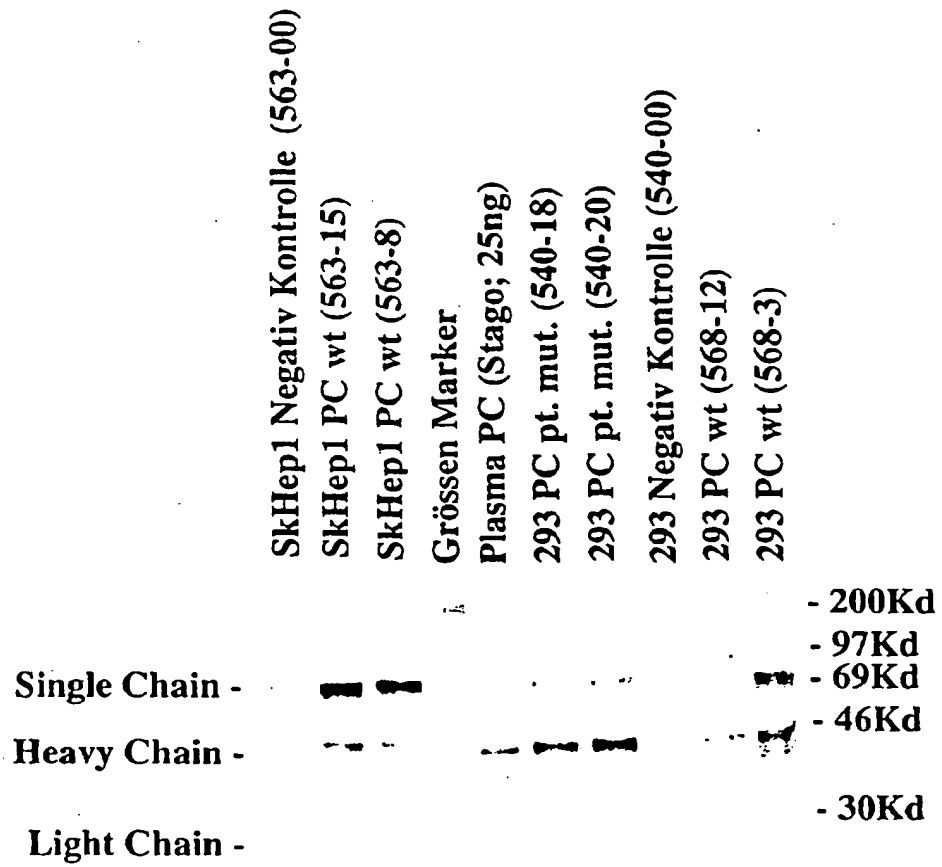 SkHep1 Negativ Kontrolle (563-00)
SkHep1 PC wt (563-15)
SkHep1 PC wt (563-8)
Grössen Marker
Plasma PC (Stago; 25ng)
293 PC pt. mut. (540-18)
293 PC pt. mut. (540-20)
293 Negativ Kontrolle (540-00)
293 PC wt (568-12)
293 PC wt (568-3)
- 200Kd
- 97Kd
Single Chain -
- 69Kd
- 46Kd
Heavy Chain -
- 30Kd
Light Chain -